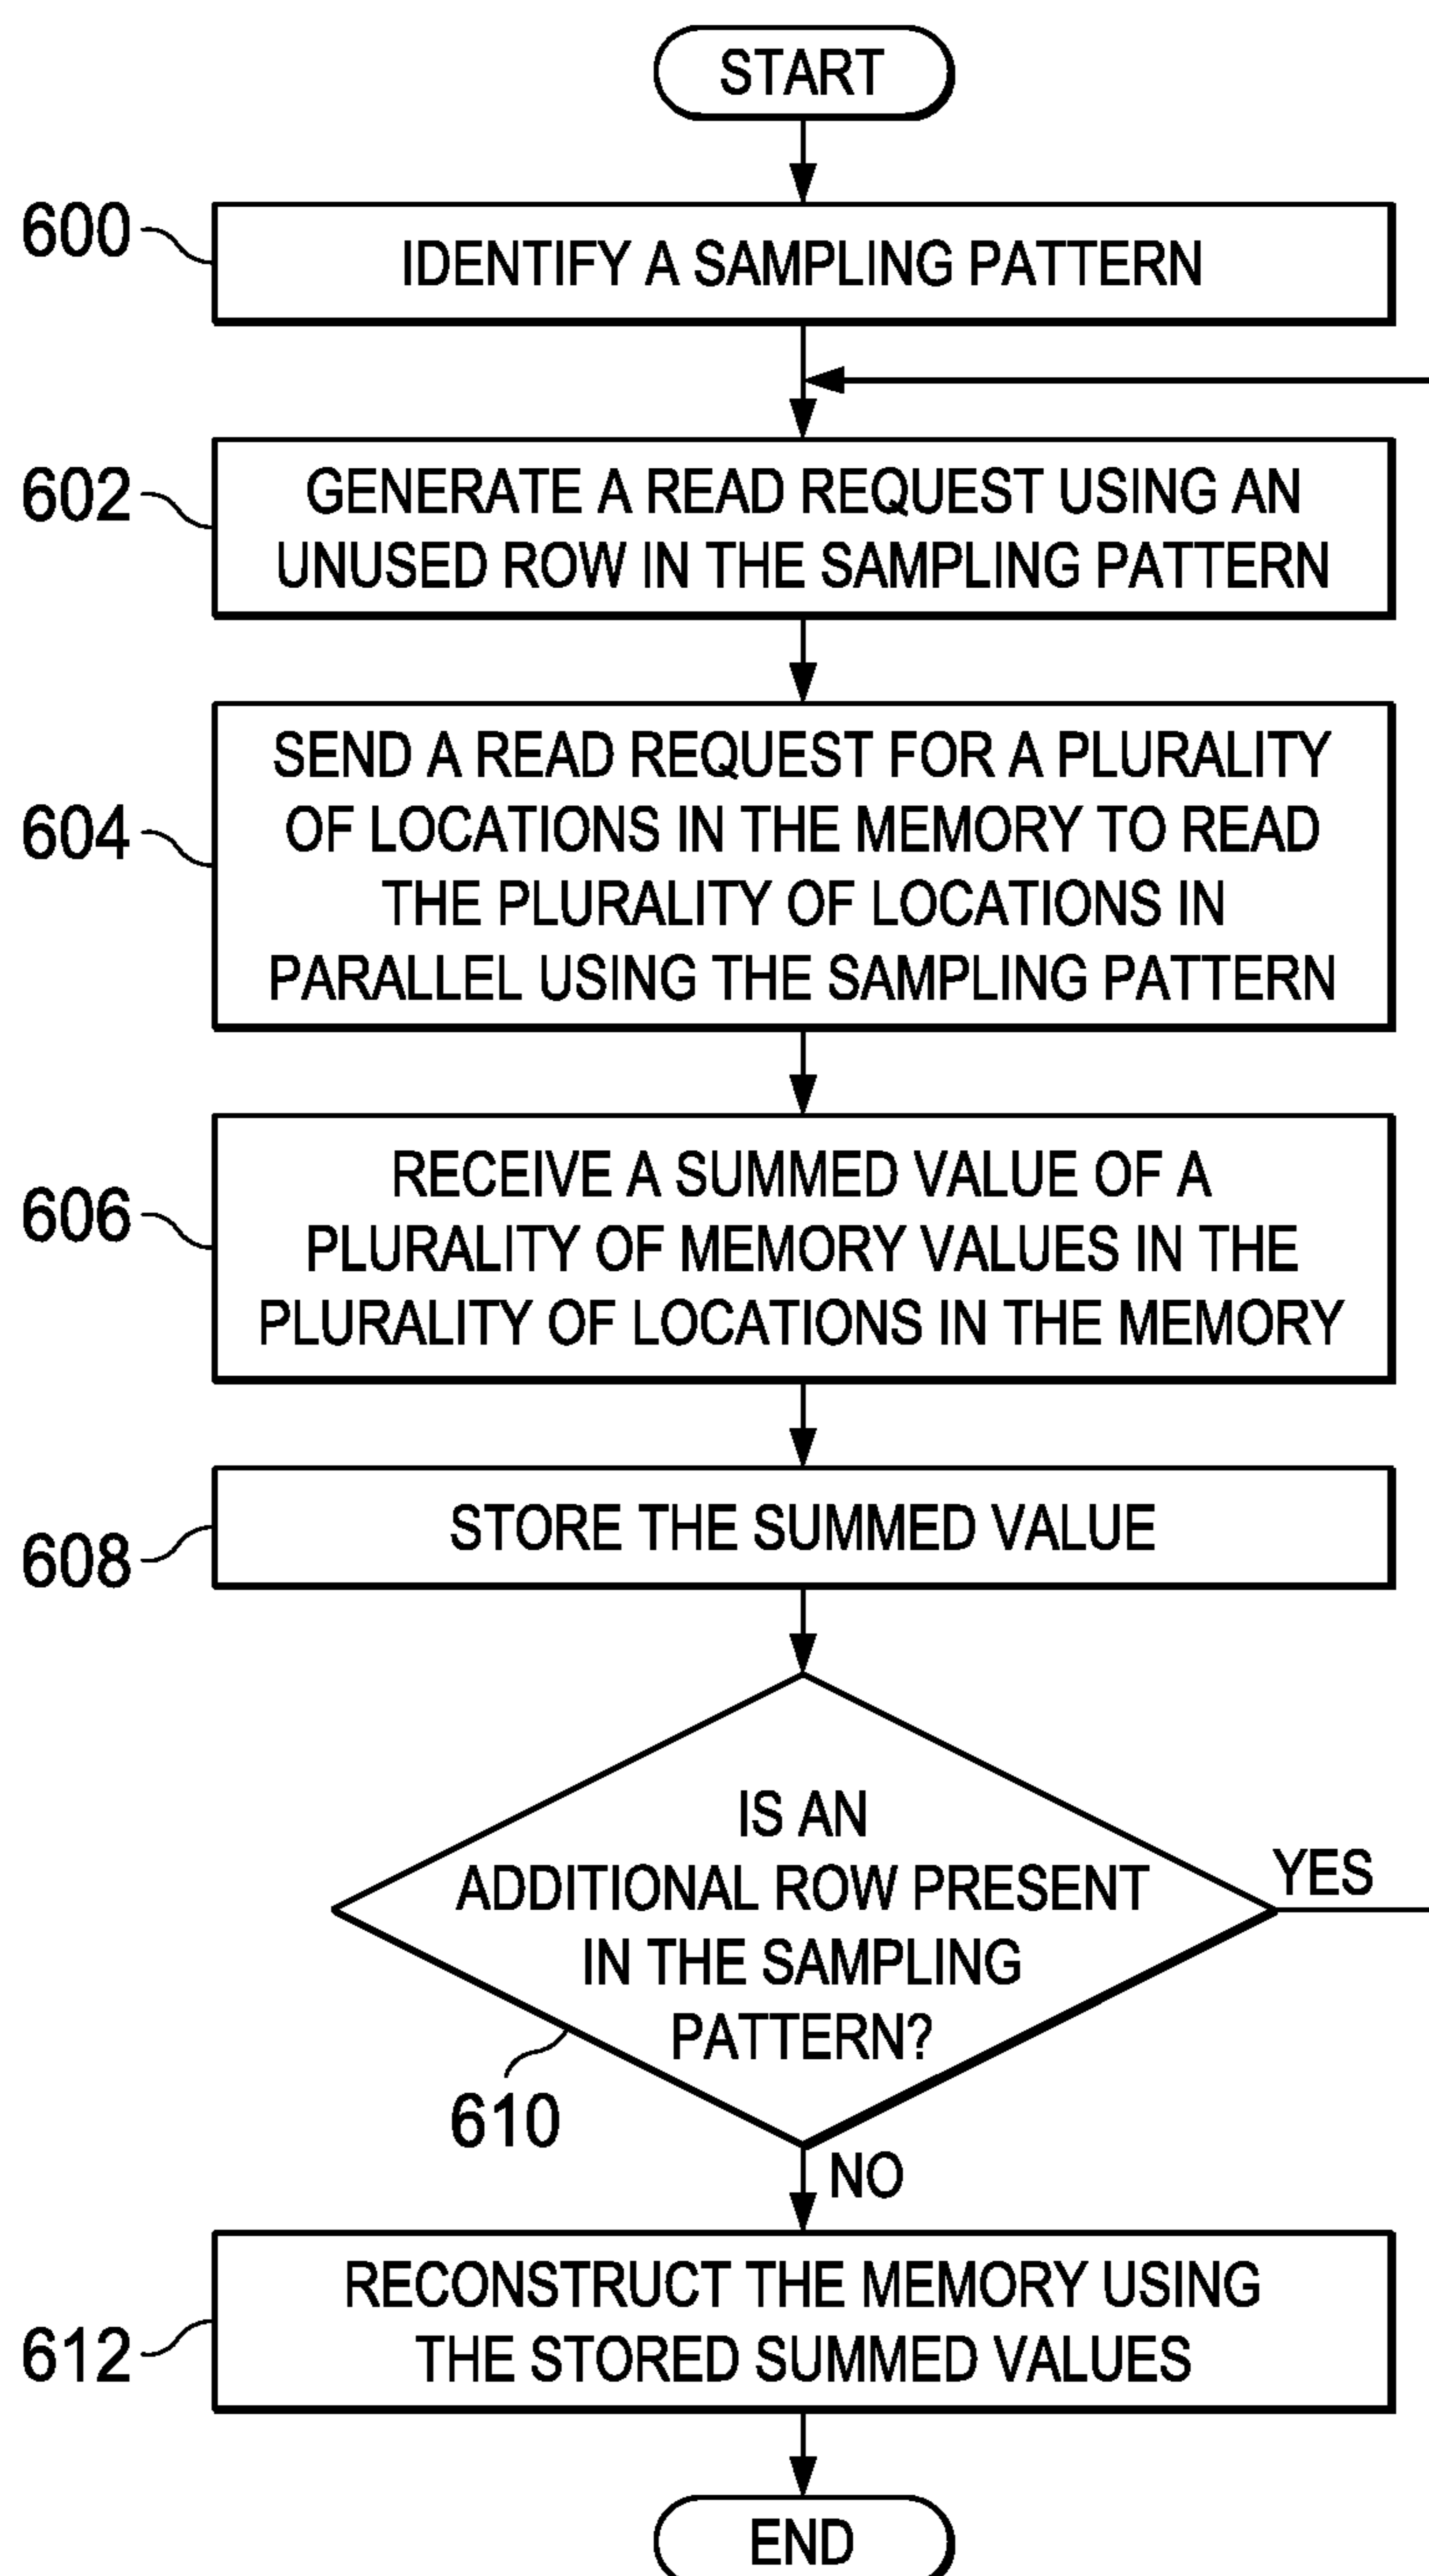 START
600
IDENTIFY A SAMPLING PATTERN
602
GENERATE A READ REQUEST USING AN
UNUSED ROW IN THE SAMPLING PATTERN
604
SEND A READ REQUEST FOR A PLURALITY
OF LOCATIONS IN THE MEMORY TO READ
THE PLURALITY OF LOCATIONS IN
PARALLEL USING THE SAMPLING PATTERN
606
RECEIVE A SUMMED VALUE OF A
PLURALITY OF MEMORY VALUES IN THE
PLURALITY OF LOCATIONS IN THE MEMORY
608
STORE THE SUMMED VALUE
IS AN
ADDITIONAL ROW PRESENT
IN THE SAMPLING
PATTERN?
YES
610
NO
612
RECONSTRUCT THE MEMORY USING
THE STORED SUMMED VALUES
END